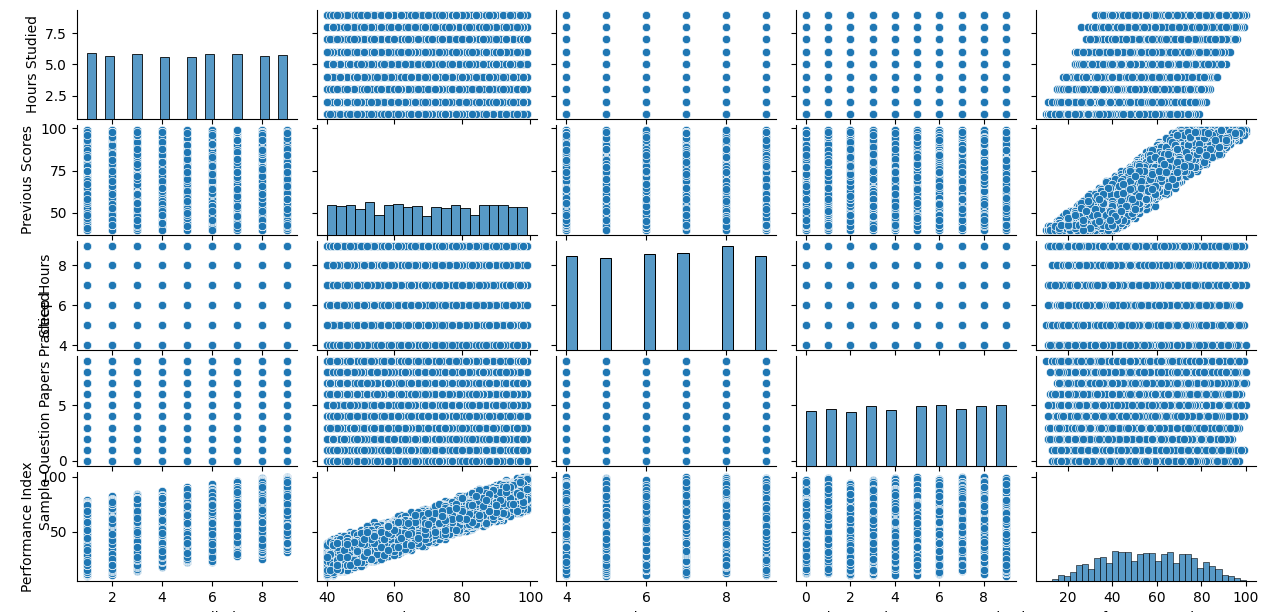 Hours Studied
7.5
5.0
2.5
Previous Scores
100
75
50
Sleep Hours
8
6
4
Sample Question Papers Practiced
5
0
Performance Index
100
50
2 4 6 8
40 60 80 100
4 6 8
0 2 4 6 8
20 40 60 80 100